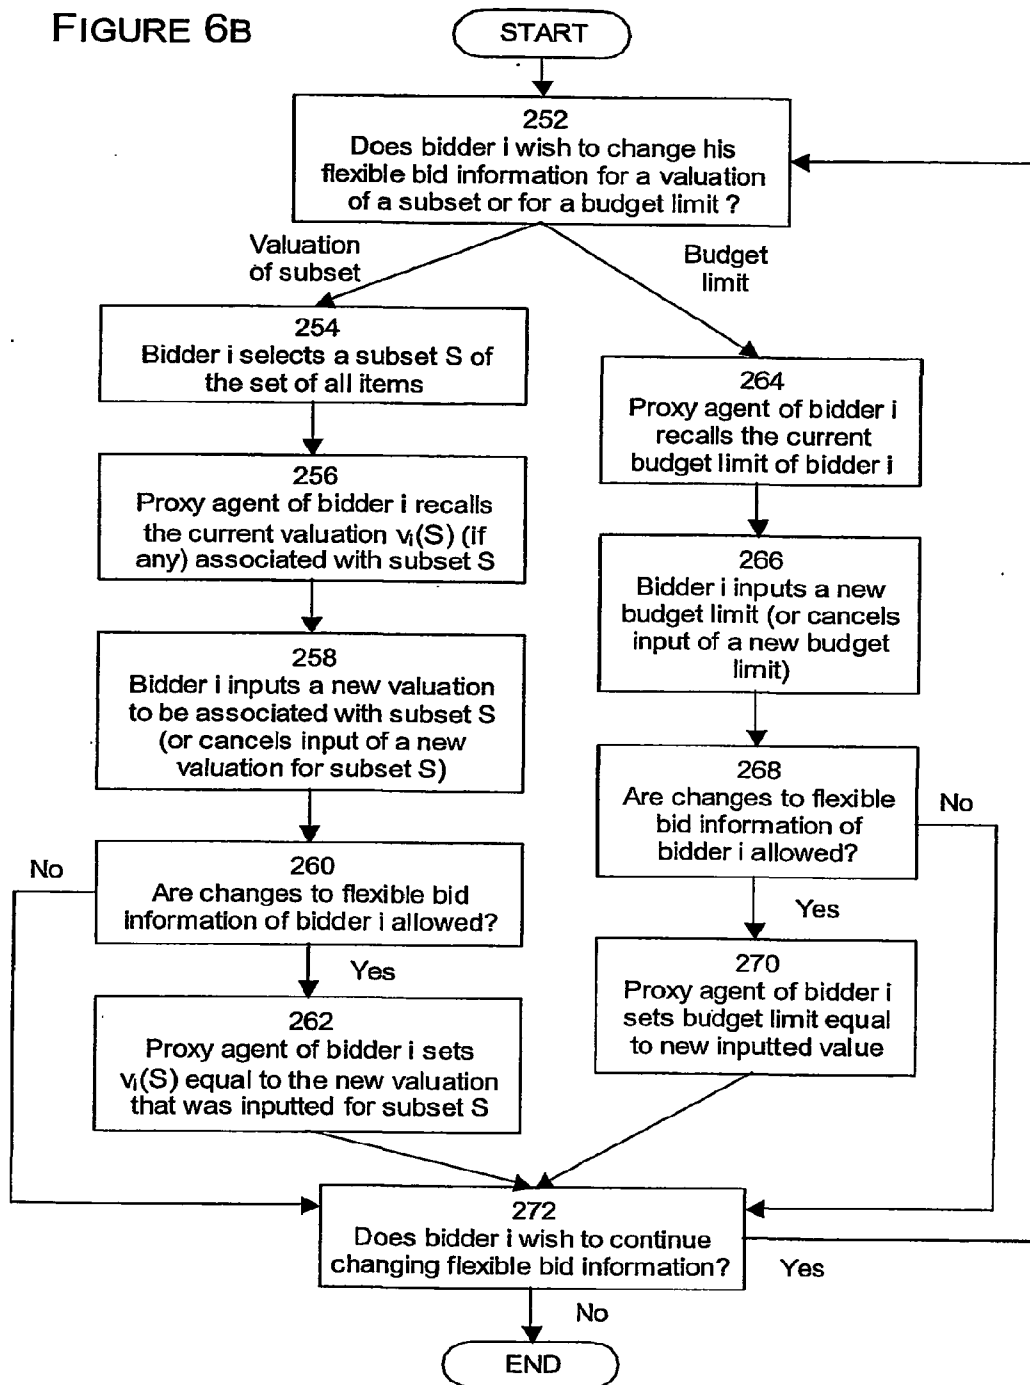 FIGURE 6B
START
252
Does bidder i wish to change his
flexible bid information for a valuation
of a subset or for a budget limit ?
Valuation
of subset
Budget
limit
254
Bidder i selects a subset S of
the set of all items
256
Proxy agent of bidder i recalls
the current valuation vᵢ(S) (if
any) associated with subset S
258
Bidder i inputs a new valuation
to be associated with subset S
(or cancels input of a new
valuation for subset S)
No
260
Are changes to flexible bid
information of bidder i allowed?
Yes
262
Proxy agent of bidder i sets
vᵢ(S) equal to the new valuation
that was inputted for subset S
264
Proxy agent of bidder i
recalls the current
budget limit of bidder i
266
Bidder i inputs a new
budget limit (or cancels
input of a new budget
limit)
268
Are changes to flexible
bid information of
bidder i allowed?
No
Yes
270
Proxy agent of bidder i
sets budget limit equal
to new inputted value
272
Does bidder i wish to continue
changing flexible bid information?
Yes
No
END